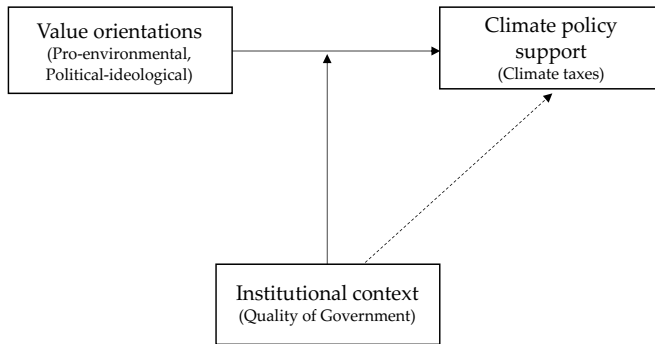 Value orientations
(Pro-environmental,
Political-ideological)
Climate policy
support
(Climate taxes)
Institutional context
(Quality of Government)